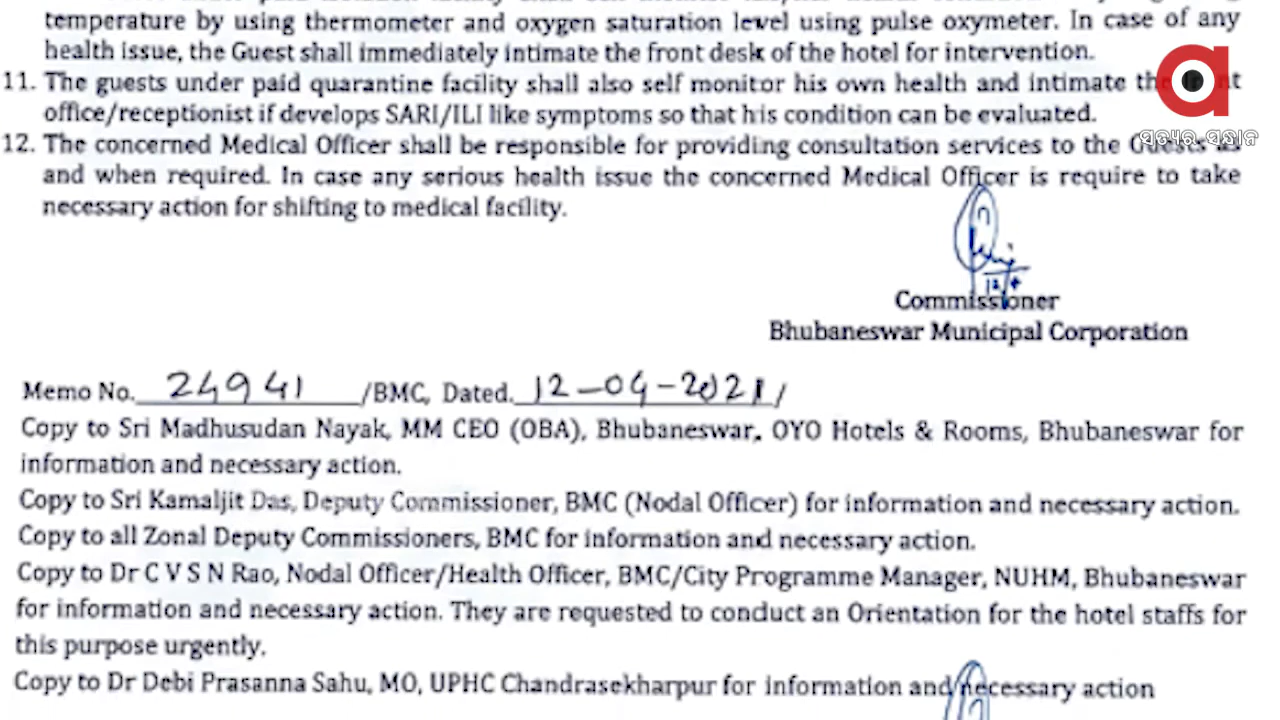 temperature by using thermometer and oxygen saturation level using pulse oxymeter. In case of any
health issue, the Guest shall immediately intimate the front desk of the hotel for intervention.
11. The guests under paid quarantine facility shall also self monitor his own health and intimate the front
office/receptionist if develops SARI/ILI like symptoms so that his condition can be evaluated.
12. The concerned Medical Officer shall be responsible for providing consultation services to the Guests as
and when required. In case any serious health issue the concerned Medical Officer is require to take
necessary action for shifting to medical facility.
12/4
Commissioner
Bhubaneswar Municipal Corporation
Memo No. 24941 /BMC, Dated. 12-04-2021/
Copy to Sri Madhusudan Nayak, MM CEO (OBA), Bhubaneswar, OYO Hotels & Rooms, Bhubaneswar for
information and necessary action.
Copy to Sri Kamaljit Das, Deputy Commissioner, BMC (Nodal Officer) for information and necessary action.
Copy to all Zonal Deputy Commissioners, BMC for information and necessary action.
Copy to Dr C V S N Rao, Nodal Officer/Health Officer, BMC/City Programme Manager, NUHM, Bhubaneswar
for information and necessary action. They are requested to conduct an Orientation for the hotel staffs for
this purpose urgently.
Copy to Dr Debi Prasanna Sahu, MO, UPHC Chandrasekharpur for information and necessary action